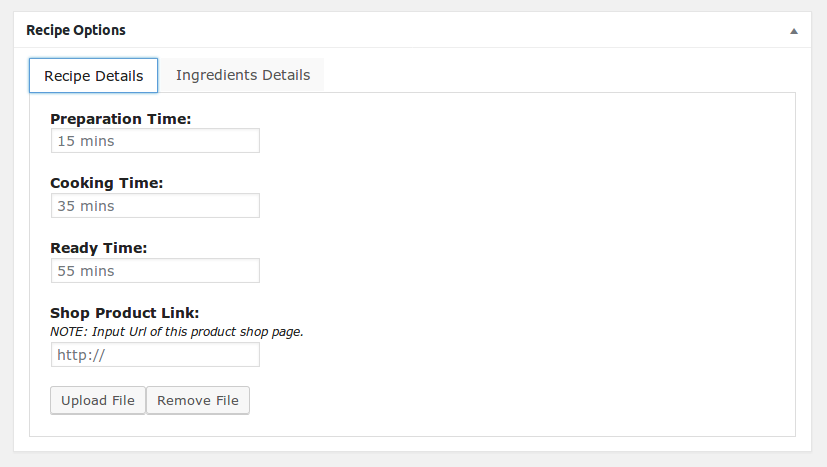 Recipe Options
Recipe Details Ingredients Details
Preparation Time:
15 mins
Cooking Time:
35 mins
Ready Time:
55 mins
Shop Product Link:
NOTE: Input Url of this product shop page.
http://
Upload File Remove File